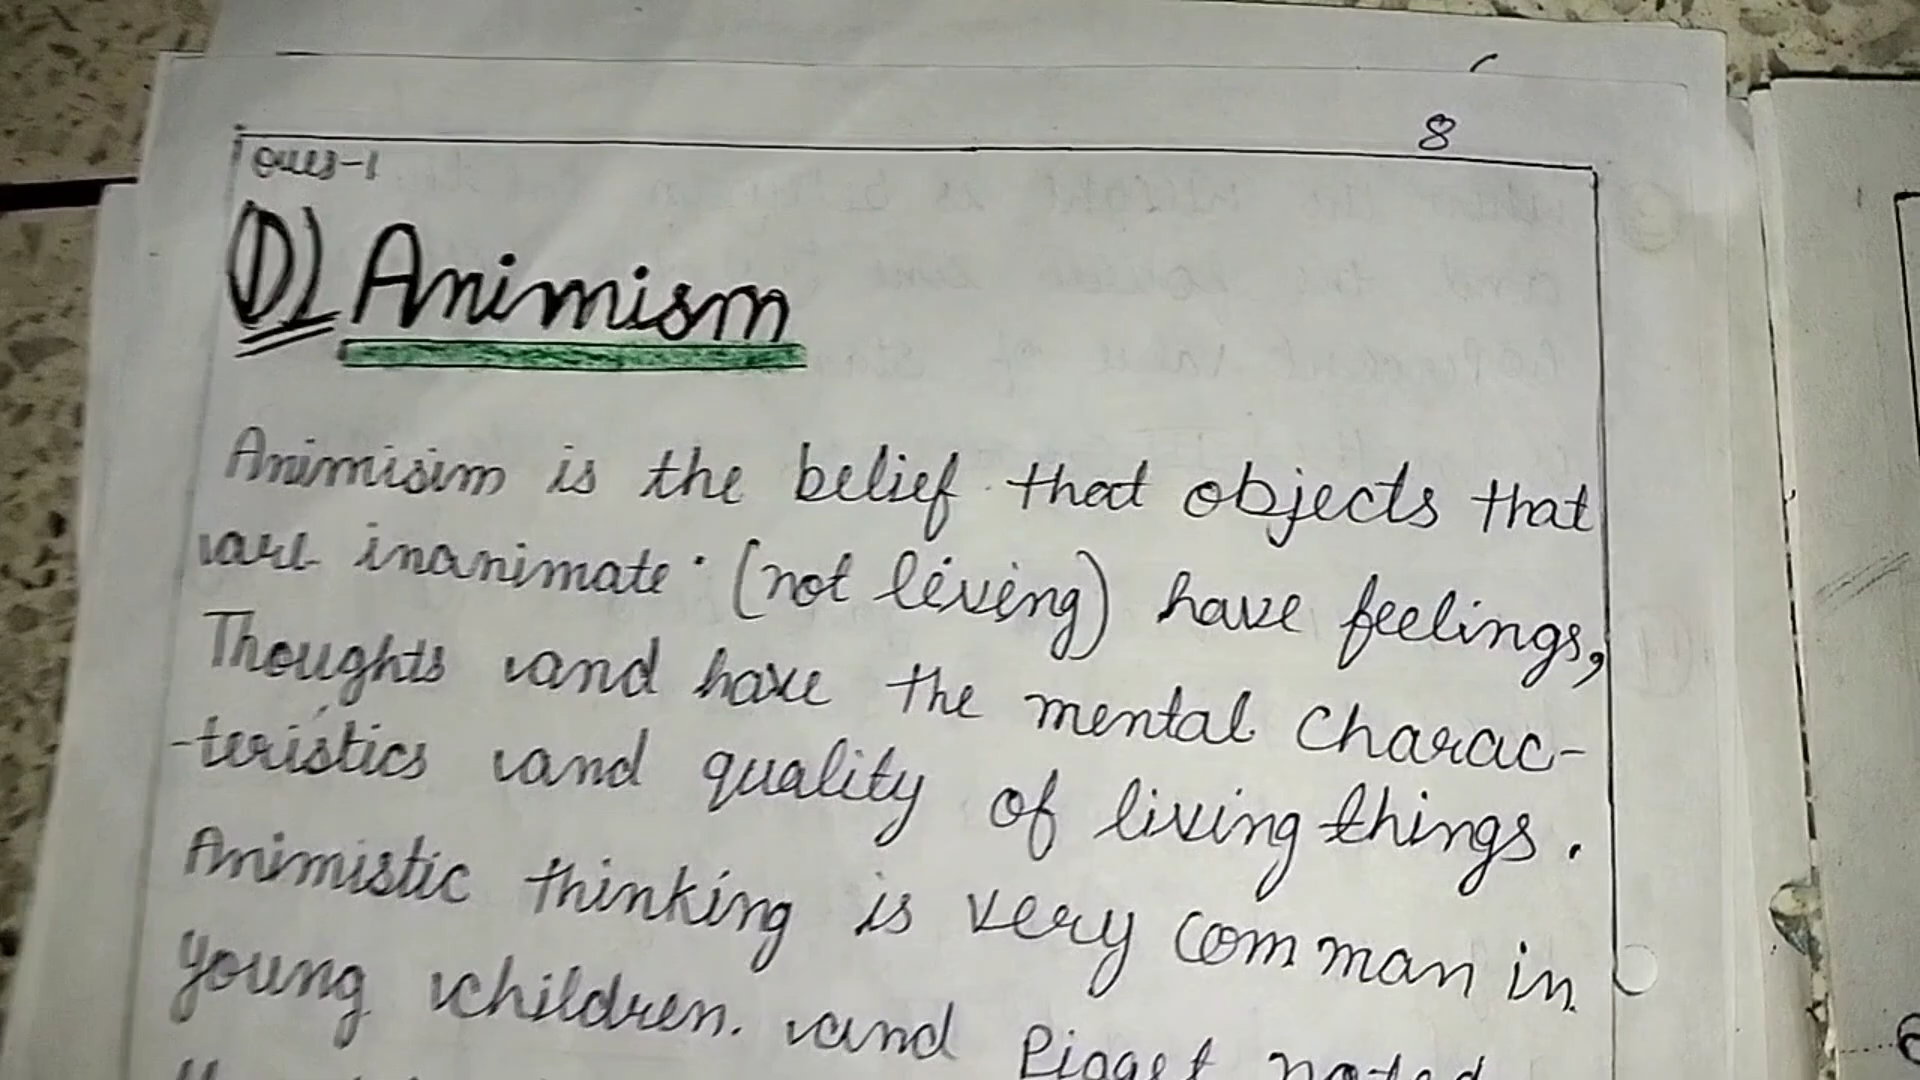 8
Ques-1
D) Animism
Animisim is the belief that objects that
are inanimate (not living) have feelings,
Thoughts and have the mental charac-
-teristics and quality of living things.
Animistic thinking is very comman in
young children. and Piaget noted